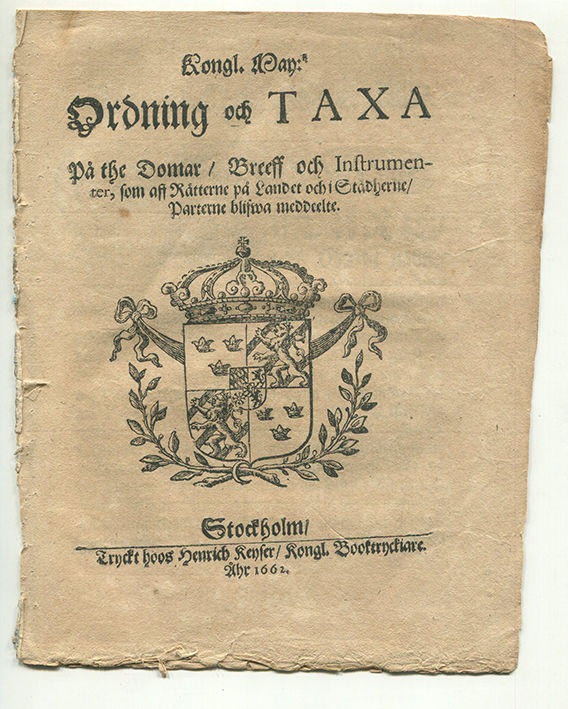 Kongl. May:ᵗˢ
Ordning och TAXA
På the Domar / Breeff och Instrumen-
ter, som aff Rätterne på Landet och i Städherne/
Parterne blifwa meddeelte.
Stockholm/
Tryckt hoos Henrich Keyser/ Kongl. Booktryckiare.
Åhr 1662.